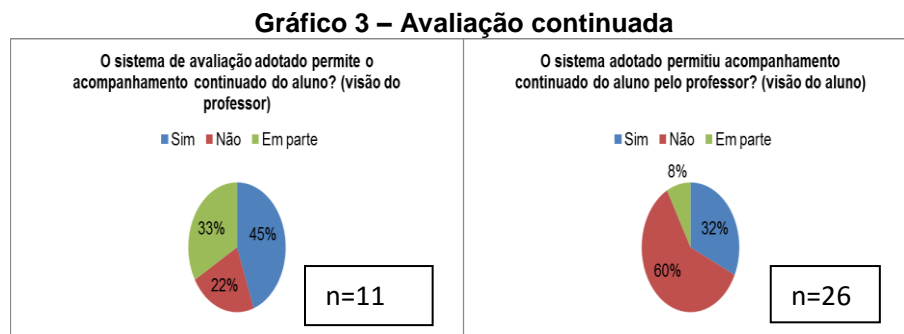 Gráfico 3 – Avaliação continuada
O sistema de avaliação adotado permite o
acompanhamento continuado do aluno? (visão do
professor)
Sim Não Em parte
33%
45%
22%
n=11
O sistema adotado permitiu acompanhamento
continuado do aluno pelo professor? (visão do aluno)
Sim Não Em parte
8%
32%
60%
n=26